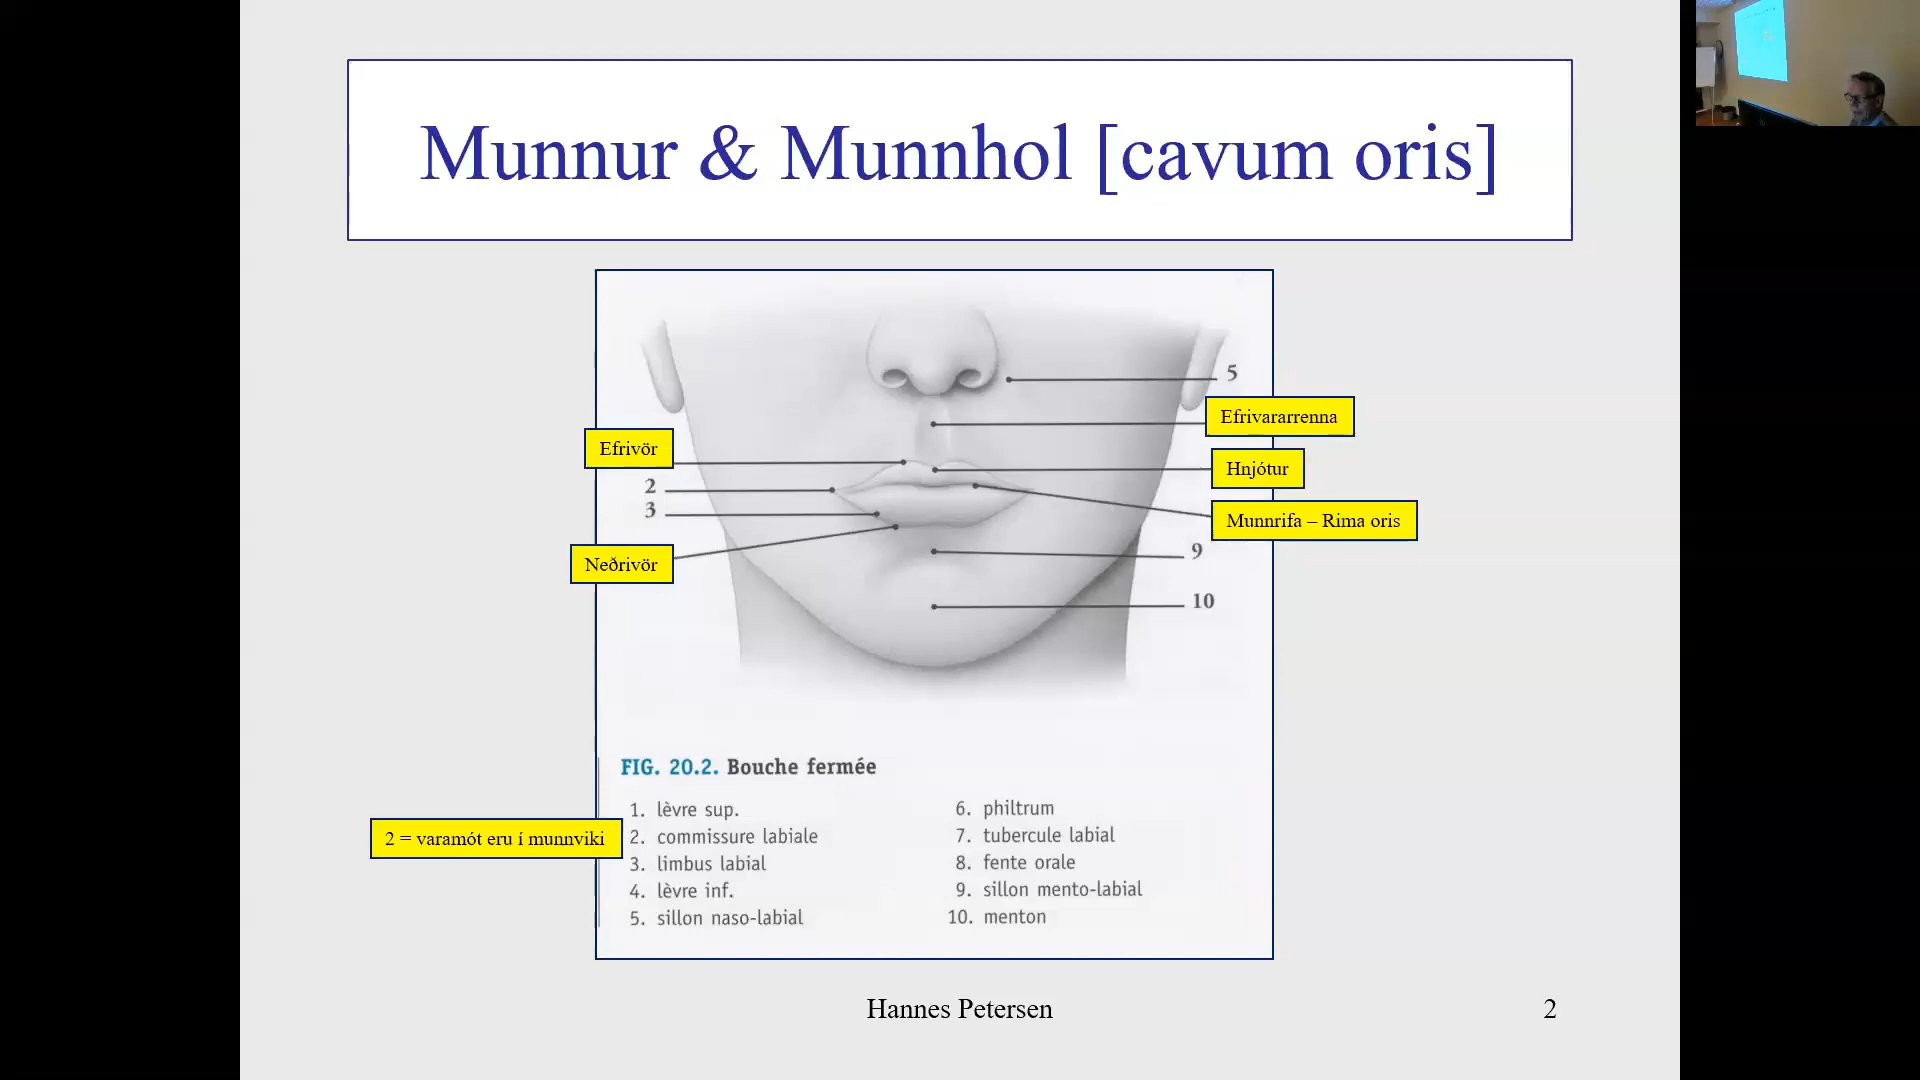 Munnur & Munnhol [cavum oris]
5
Efrivararrenna
Efrivör
Hnjótur
2
3
Munnrifa – Rima oris
9
Neðrivör
10
FIG. 20.2. Bouche fermée
1. lèvre sup.
2 = varamót eru í munnviki
2. commissure labiale
3. limbus labial
4. lèvre inf.
5. sillon naso-labial
6. philtrum
7. tubercule labial
8. fente orale
9. sillon mento-labial
10. menton
Hannes Petersen
2